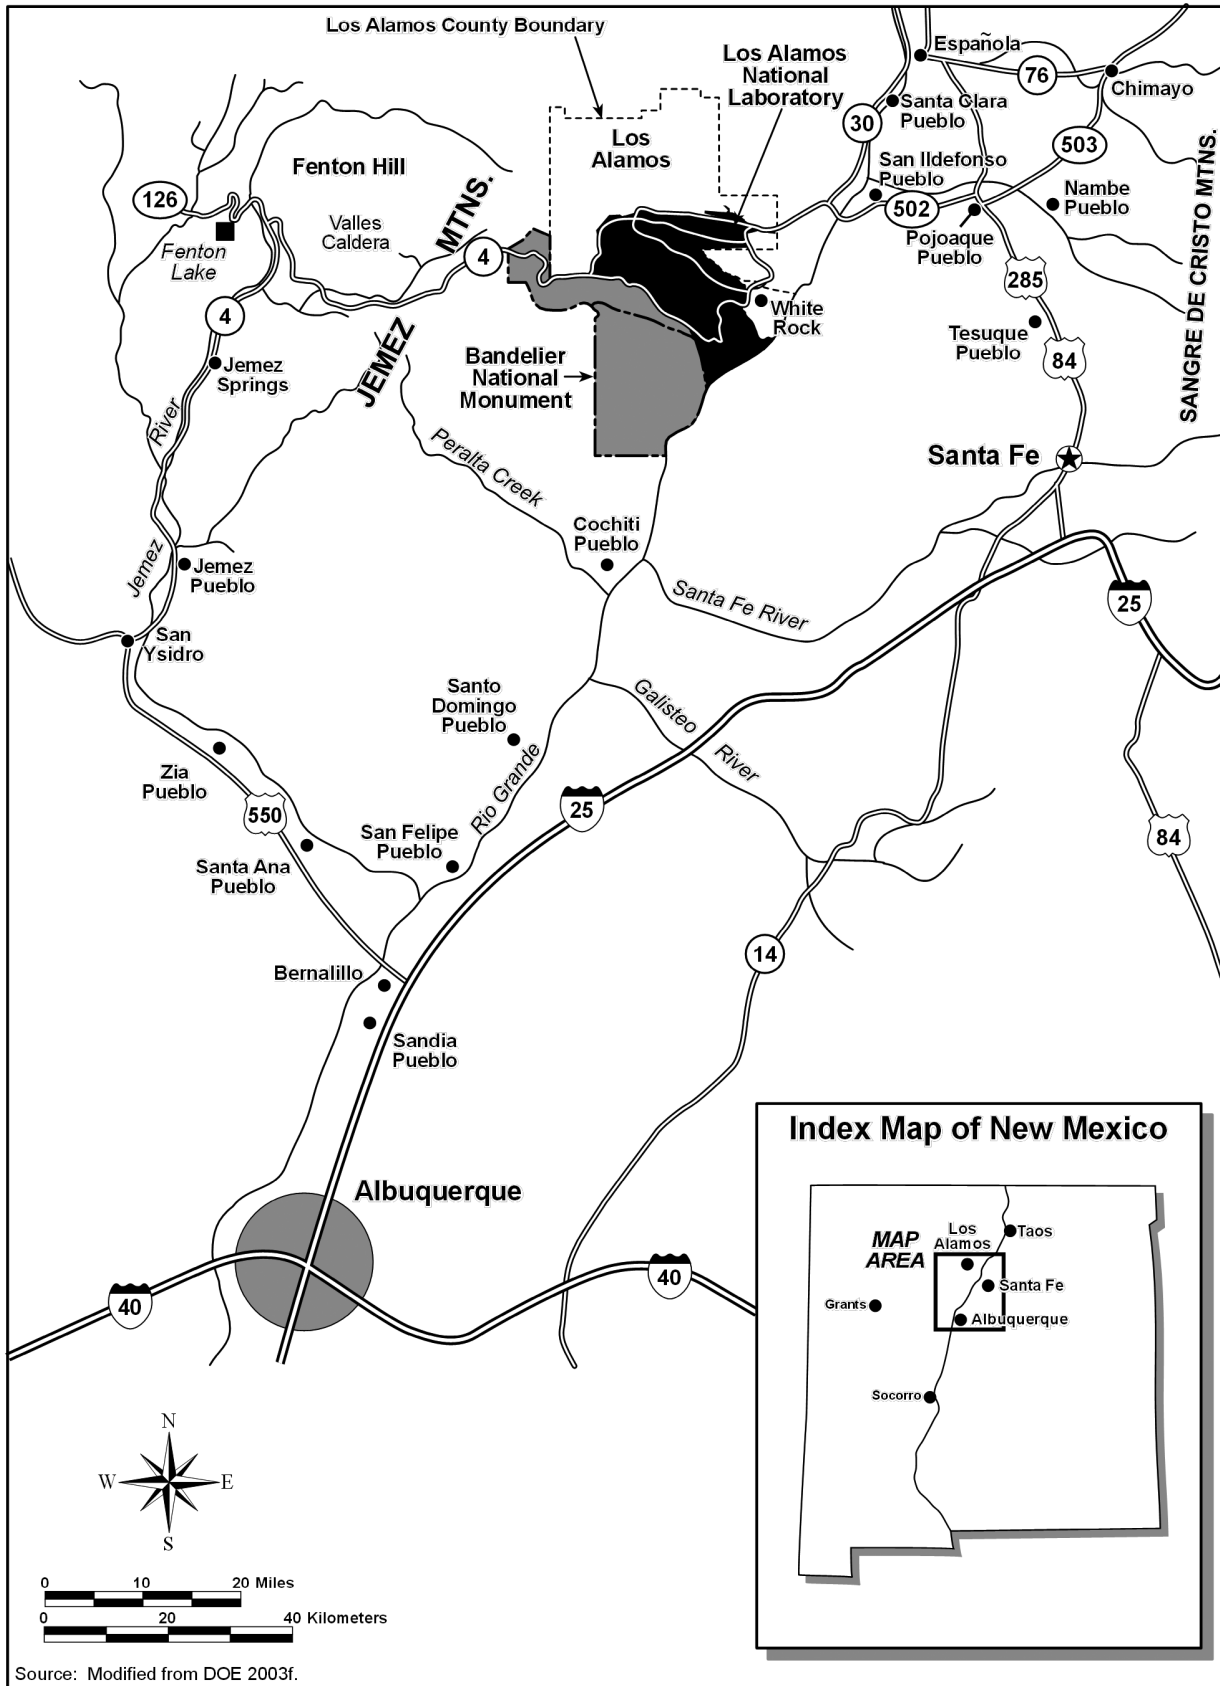 Los Alamos County Boundary
Los Alamos
National
Laboratory
Española
76
Chimayo
Santa Clara
Pueblo
30
503
Los
Alamos
San Ildefonso
Pueblo
Fenton Hill
126
MTNS.
502
Nambe
Pueblo
Valles
Caldera
Fenton
Lake
4
Pojoaque
Pueblo
SANGRE DE CRISTO MTNS.
285
4
White
Rock
Tesuque
Pueblo
84
JEMEZ
Jemez
Springs
Bandelier
National
Monument
River
Peralta Creek
Santa Fe
Cochiti
Pueblo
Jemez
Jemez
Pueblo
Santa Fe River
25
San
Ysidro
Santo
Domingo
Pueblo
Galisteo
River
Zia
Pueblo
Rio Grande
550
25
San Felipe
Pueblo
84
Santa Ana
Pueblo
14
Bernalillo
Sandia
Pueblo
Albuquerque
40
40
Index Map of New Mexico
Taos
Los
Alamos
MAP
AREA
Santa Fe
Grants
Albuquerque
Socorro
N
W E
S
0 10 20 Miles
0 20 40 Kilometers
Source: Modified from DOE 2003f.